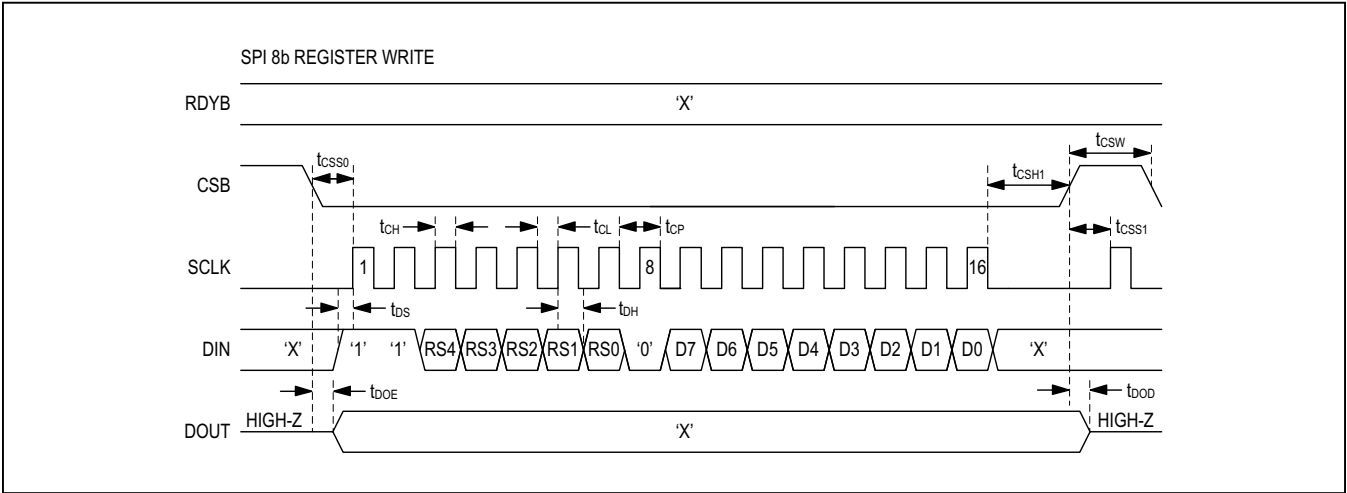 SPI 8b REGISTER WRITE
RDYB 'X'
tCSW
tCSS0
CSB tCSH1
tCH tCL tCP tCSS1
SCLK 1 8 16
tDS tDH
DIN 'X' '1' '1' RS4 RS3 RS2 RS1 RS0 '0' D7 D6 D5 D4 D3 D2 D1 D0 'X'
tDOE tDOD
HIGH-Z HIGH-Z
DOUT 'X'